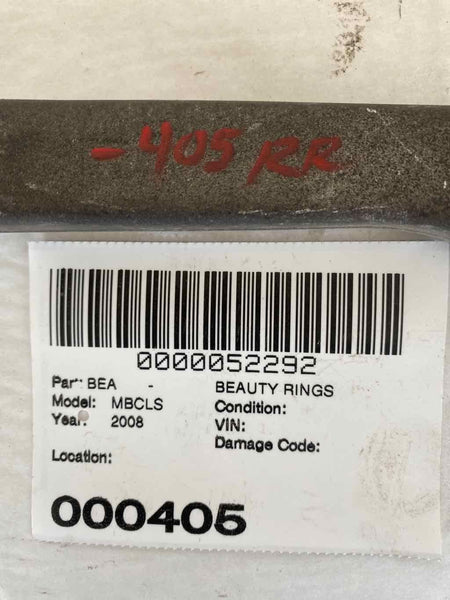 -405 RR
0000052292
Part: BEA - BEAUTY RINGS
Model: MBCLS Condition:
Year: 2008 VIN:
Damage Code:
Location:
000405